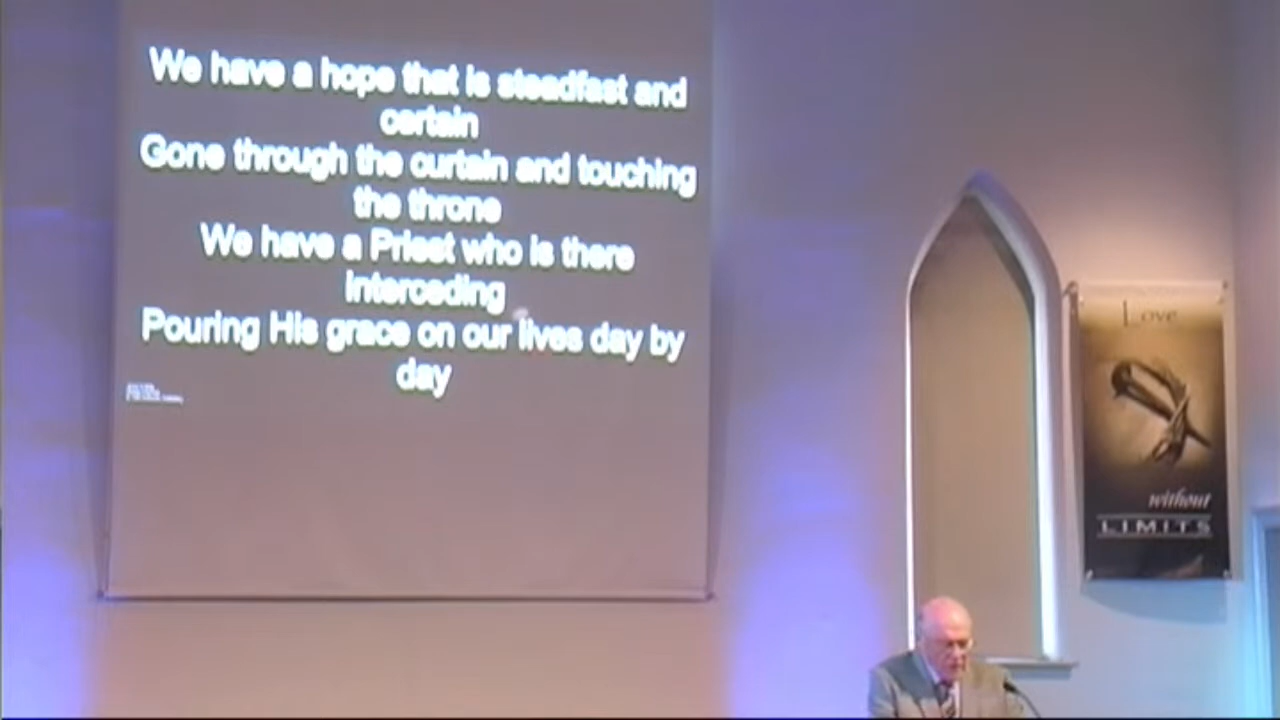 We have a hope that is steadfast and
certain
Gone through the curtain and touching
the throne
We have a Priest who is there
interceding
Pouring His grace on our lives day by
day
Love
without
LIMITS